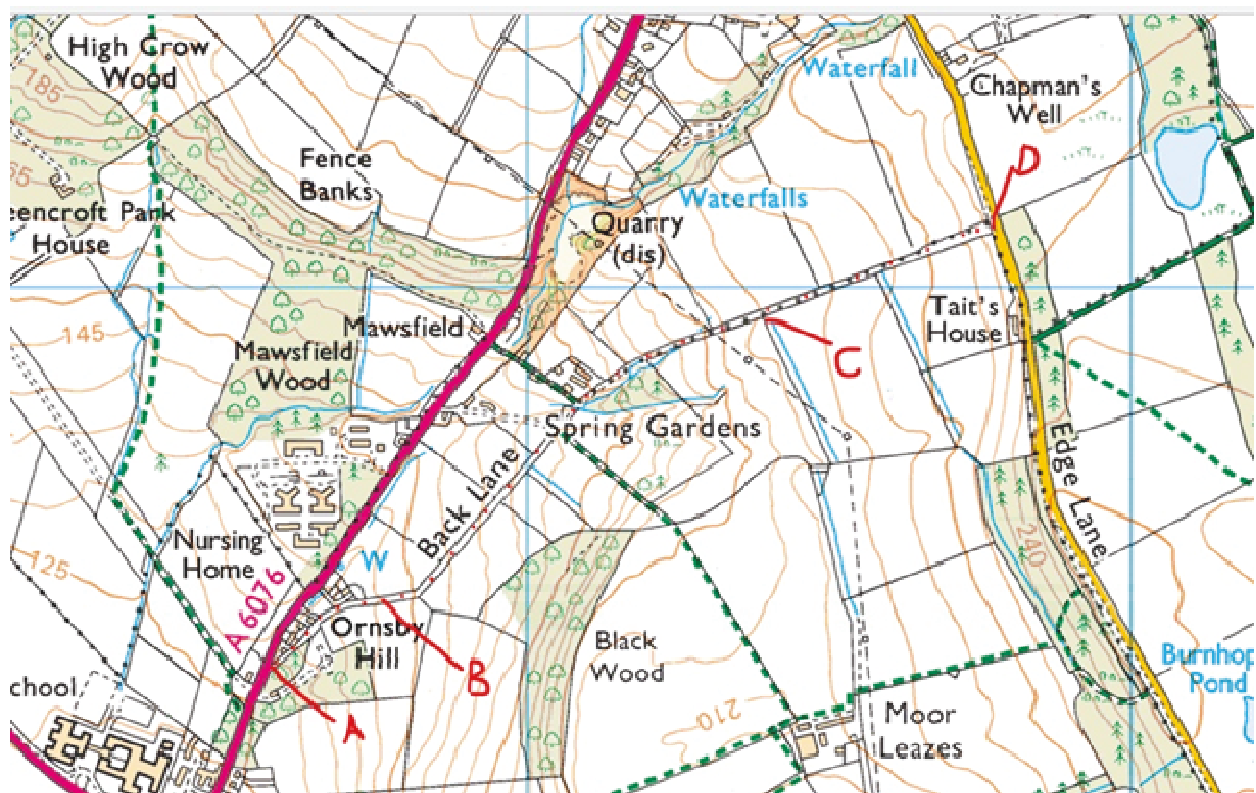 High Crow
Wood
185
65
eencroft Park
House
Fence
Banks
Waterfall
Chapman's
Well
D
Waterfalls
Quarry
(dis)
145
Mawsfield
Mawsfield
Wood
Tait's
House
C
Spring Gardens
Back Lane
Edge Lane
Nursing
Home
W
125
A 6076
240
Ornsby
Hill
B
Black
Wood
Burnhop
Pond
chool
A
210
Moor
Leazes